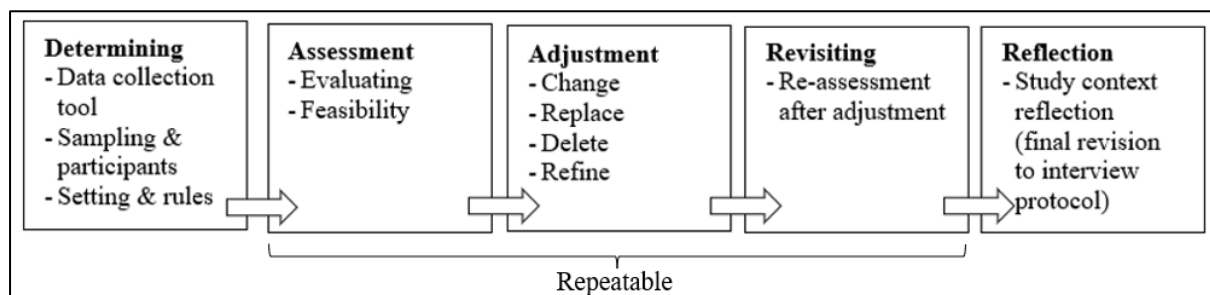 Determining
- Data collection
tool
- Sampling &
participants
- Setting & rules
Assessment
- Evaluating
- Feasibility
Adjustment
- Change
- Replace
- Delete
- Refine
Revisiting
- Re-assessment
after adjustment
Reflection
- Study context
reflection
(final revision
to interview
protocol)
Repeatable